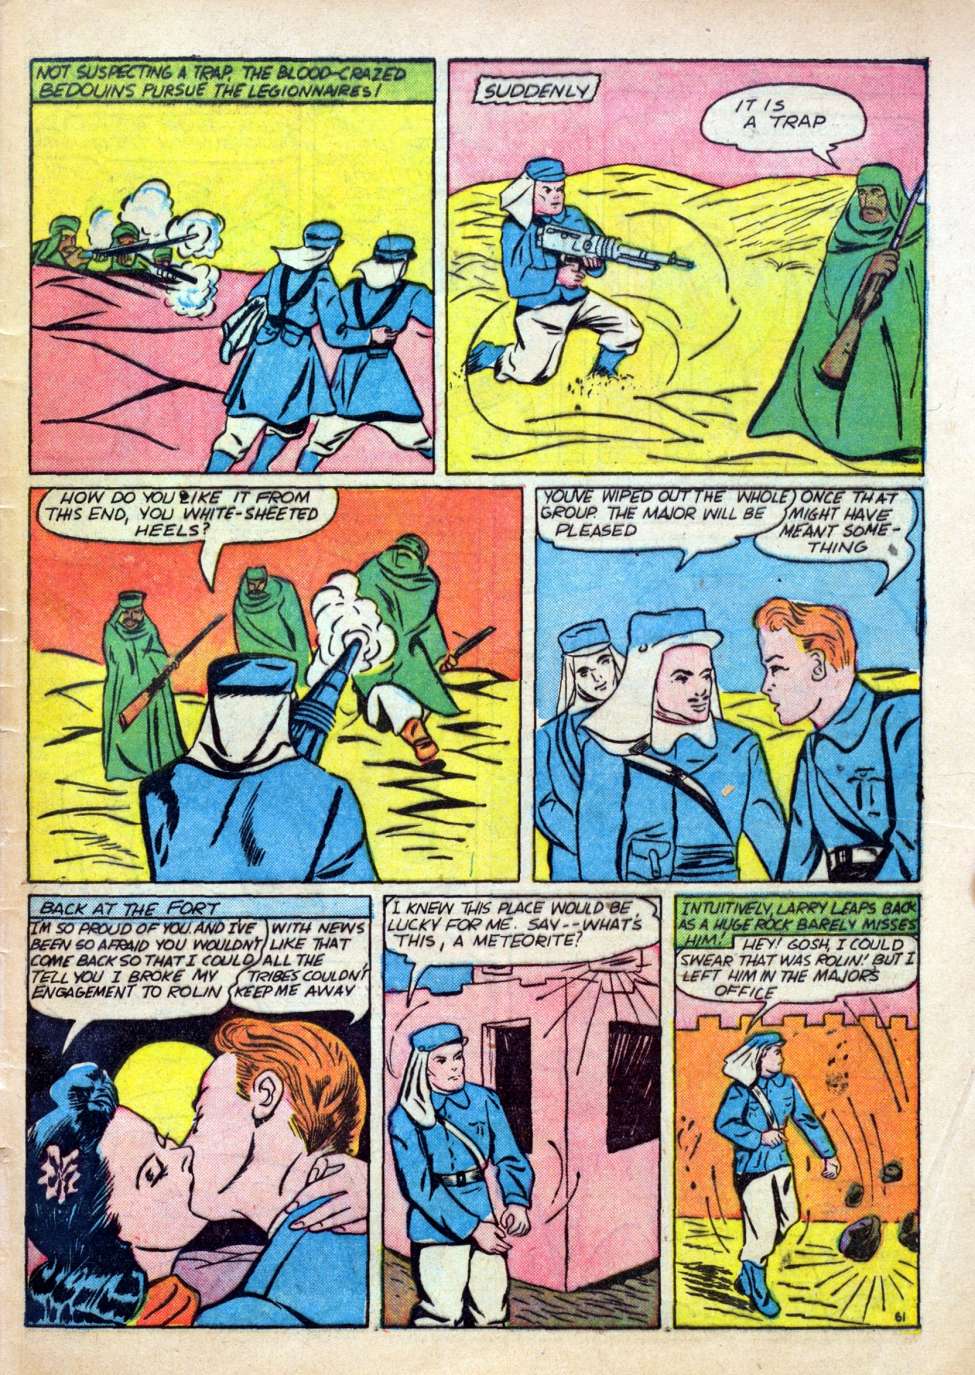 NOT SUSPECTING A TRAP, THE BLOOD-CRAZED
BEDOUINS PURSUE THE LEGIONNAIRES!
SUDDENLY
IT IS
A TRAP
HOW DO YOU LIKE IT FROM
THIS END, YOU WHITE-SHEETED
HEELS?
YOU'VE WIPED OUT THE WHOLE
GROUP. THE MAJOR WILL BE
PLEASED
ONCE THAT
MIGHT HAVE
MEANT SOME-
THING
BACK AT THE FORT
I'M SO PROUD OF YOU AND I'VE
BEEN SO AFRAID YOU WOULDN'T
COME BACK SO THAT I COULD
TELL YOU I BROKE MY
ENGAGEMENT TO ROLIN
WITH NEWS
LIKE THAT
ALL THE
TRIBES COULDN'T
KEEP ME AWAY
I KNEW THIS PLACE WOULD BE
LUCKY FOR ME. SAY--WHAT'S
THIS, A METEORITE?
INTUITIVELY, LARRY LEAPS BACK
AS A HUGE ROCK BARELY MISSES
HIM!
HEY! GOSH, I COULD
SWEAR THAT WAS ROLIN! BUT I
LEFT HIM IN THE MAJOR'S
OFFICE
61